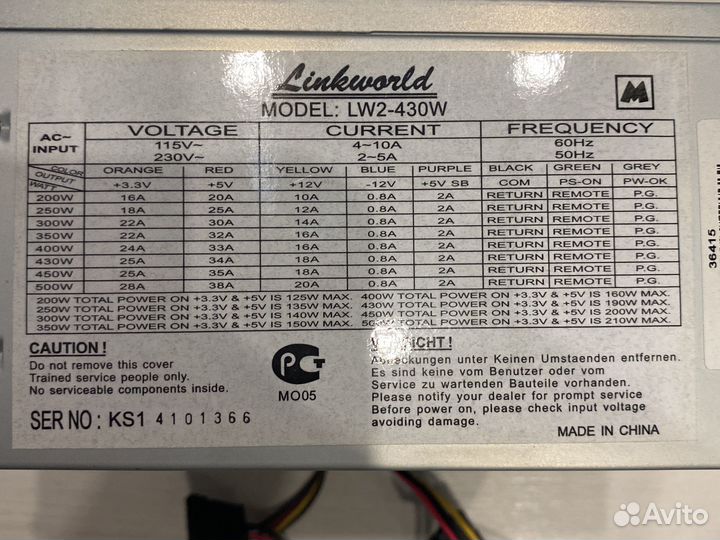 Linkworld
M
MODEL: LW2-430W
AC~ INPUT VOLTAGE CURRENT FREQUENCY
115V~ 4~10A 60Hz
230V~ 2~5A 50Hz
COLOR ORANGE RED YELLOW BLUE PURPLE BLACK GREEN GREY
OUTPUT WATT +3.3V +5V +12V -12V +5V SB COM PS-ON PW-OK
200W 16A 20A 10A 0.8A 2A RETURN REMOTE P.G.
250W 18A 25A 12A 0.8A 2A RETURN REMOTE P.G.
300W 22A 30A 14A 0.8A 2A RETURN REMOTE P.G.
350W 22A 32A 16A 0.8A 2A RETURN REMOTE P.G.
400W 24A 33A 16A 0.8A 2A RETURN REMOTE P.G.
430W 25A 34A 18A 0.8A 2A RETURN REMOTE P.G.
450W 25A 35A 18A 0.8A 2A RETURN REMOTE P.G.
500W 28A 38A 20A 0.8A 2A RETURN REMOTE P.G.
200W TOTAL POWER ON +3.3V & +5V IS 125W MAX. 400W TOTAL POWER ON +3.3V & +5V IS 160W MAX.
250W TOTAL POWER ON +3.3V & +5V IS 135W MAX. 430W TOTAL POWER ON +3.3V & +5V IS 190W MAX.
300W TOTAL POWER ON +3.3V & +5V IS 140W MAX. 450W TOTAL POWER ON +3.3V & +5V IS 200W MAX.
350W TOTAL POWER ON +3.3V & +5V IS 150W MAX. TOTAL POWER ON +3.3V & +5V IS 210W MAX.
CAUTION !
Do not remove this cover
Trained service people only.
No serviceable components inside.
РСТ
MO05
Abdeckungen unter Keinen Umstaenden entfernen.
Es sind keine vom Benutzer oder vom
Service zu wartenden Bauteile vorhanden.
Please notify your dealer for prompt service
Before power on, please check input voltage
avoiding damag.
SER NO: KS1 4101366
MADE IN CHINA
36415
Avito